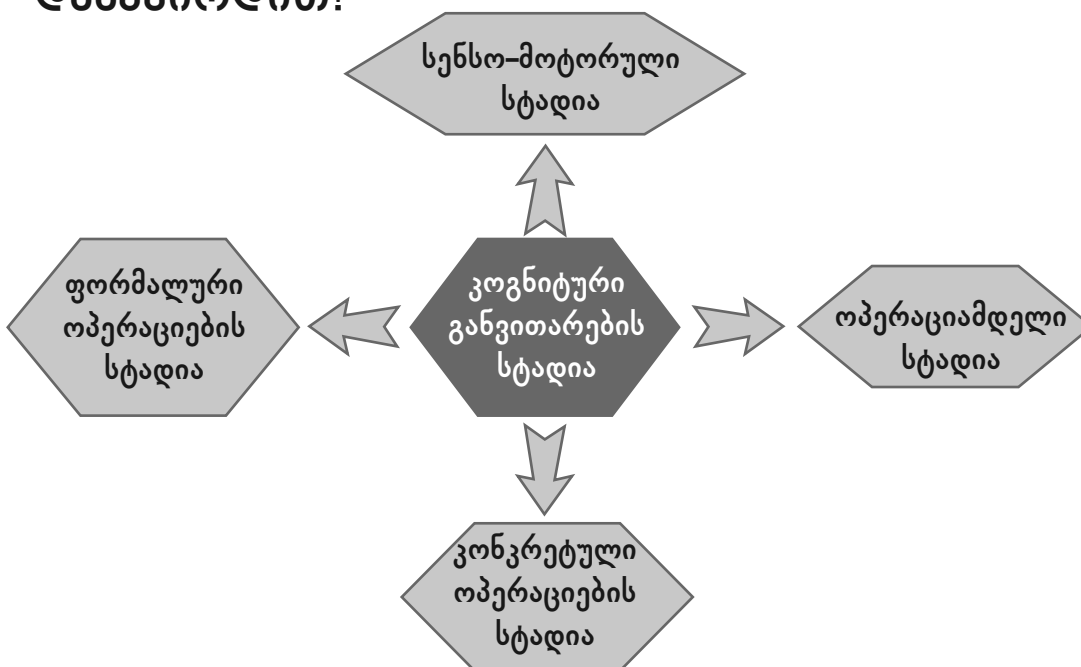 სენსო–მოტორული
სტადია
ფორმალური
ოპერაციების
სტადია
კოგნიტური
განვითარების
სტადია
ოპერაციამდელი
სტადია
კონკრეტული
ოპერაციების
სტადია